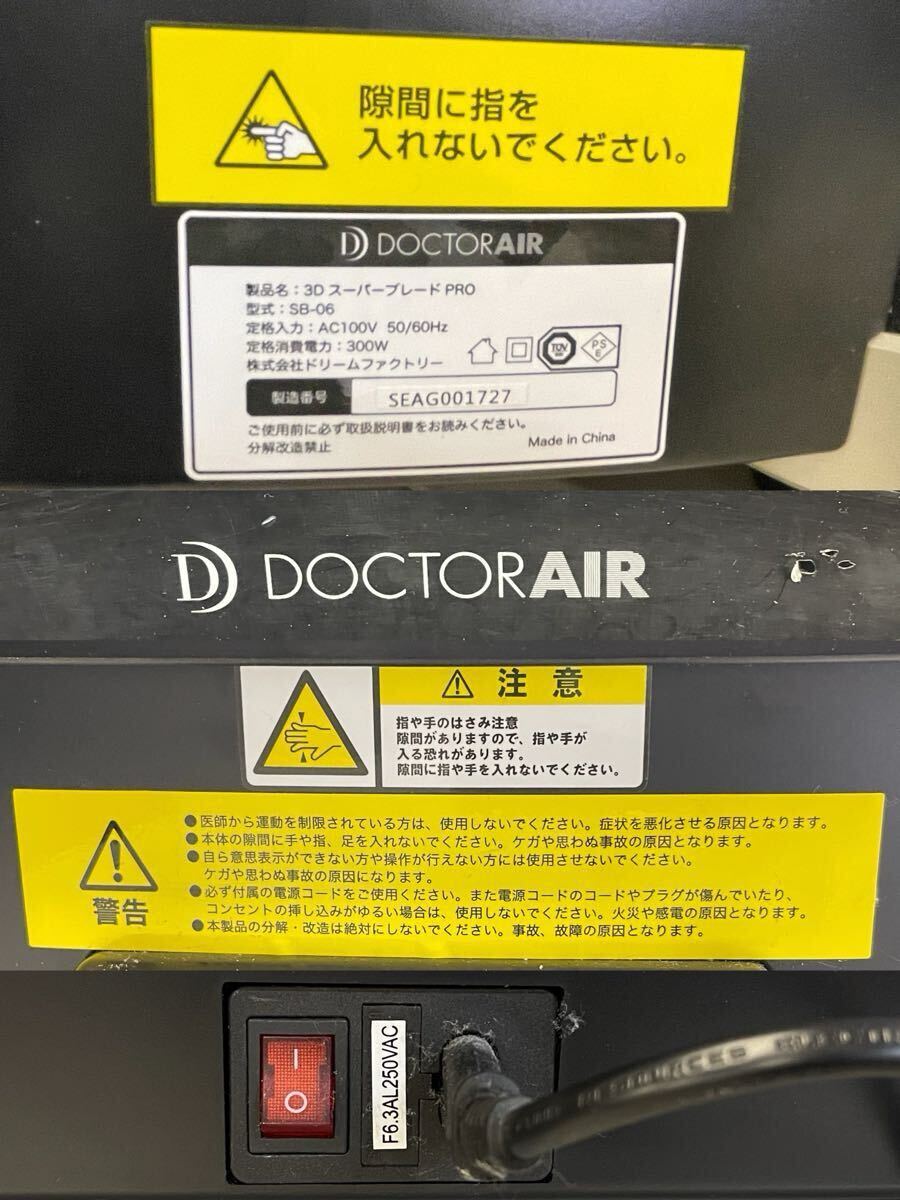 隙間に指を
入れないでください。
DOCTORAIR
製品名：3D スーパーブレード PRO
型式：SB-06
定格入力：AC100V 50/60Hz
定格消費電力：300W
株式会社ドリームファクトリー
TÜV
PS
E
製造番号 SEAG001727
ご使用前に必ず取扱説明書をお読みください。
分解改造禁止
Made in China
DOCTORAIR
注意
指や手のはさみ注意
隙間がありますので、指や手が
入る恐れがあります。
隙間に指や手を入れないでください。
警告
●医師から運動を制限されている方は、使用しないでください。症状を悪化させる原因となります。
●本体の隙間に手や指、足を入れないでください。ケガや思わぬ事故の原因となります。
●自ら意思表示ができない方や操作が行えない方には使用させないでください。
ケガや思わぬ事故の原因になります。
●必ず付属の電源コードをご使用ください。また電源コードのコードやプラグが傷んでいたり、
コンセントの挿し込みがゆるい場合は、使用しないでください。火災や感電の原因となります。
●本製品の分解・改造は絶対にしないでください。事故、故障の原因となります。
F6.3AL250VAC